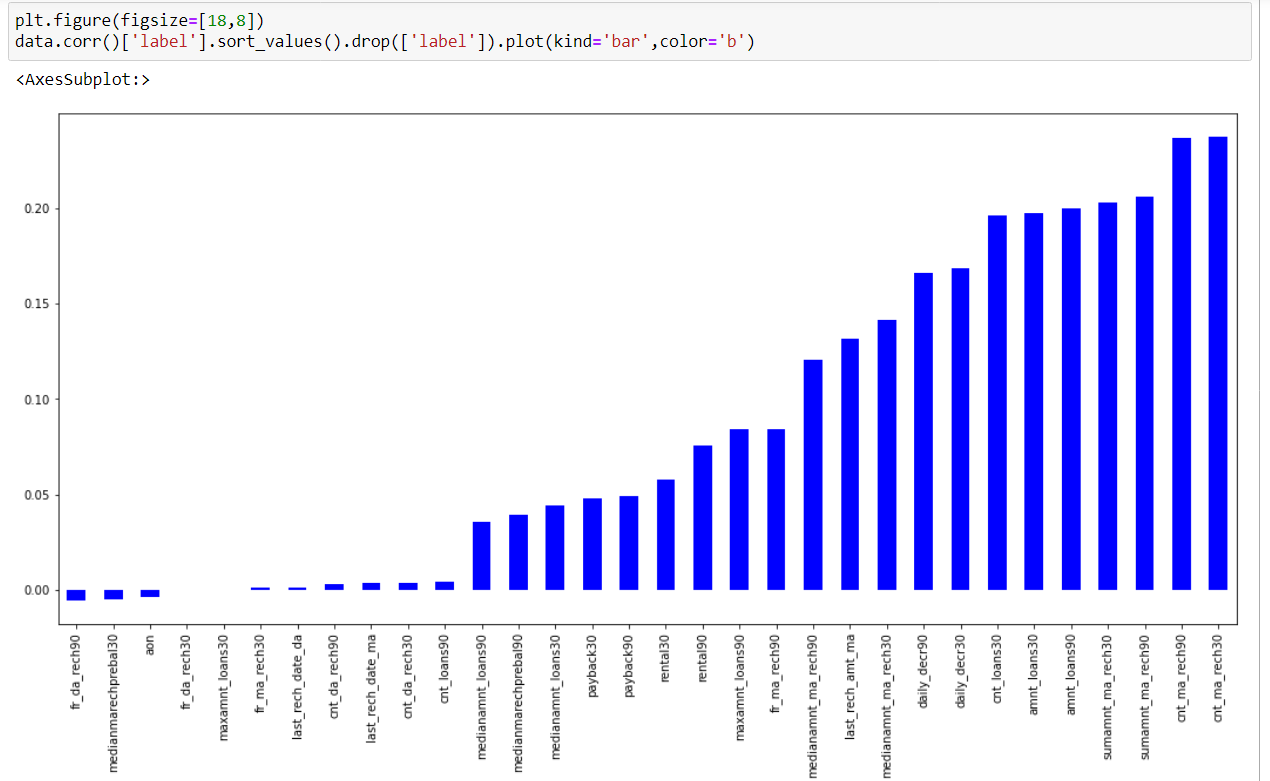 plt.figure(figsize=[18,8])
data.corr()['label'].sort_values().drop(['label']).plot(kind='bar',color='b')
<AxesSubplot:>
0.20
0.15
0.10
0.05
0.00
fr_da_rech90
medianmarechprebal30
aon
fr_da_rech30
maxamnt_loans30
fr_ma_rech30
last_rech_date_da
cnt_da_rech90
last_rech_date_ma
cnt_da_rech30
cnt_loans90
medianamnt_loans90
medianmarechprebal90
medianamnt_loans30
payback30
payback90
rental30
rental90
maxamnt_loans90
fr_ma_rech90
medianamnt_ma_rech90
last_rech_amt_ma
medianamnt_ma_rech30
daily_decr90
daily_decr30
cnt_loans30
amnt_loans30
amnt_loans90
sumamnt_ma_rech30
sumamnt_ma_rech90
cnt_ma_rech90
cnt_ma_rech30